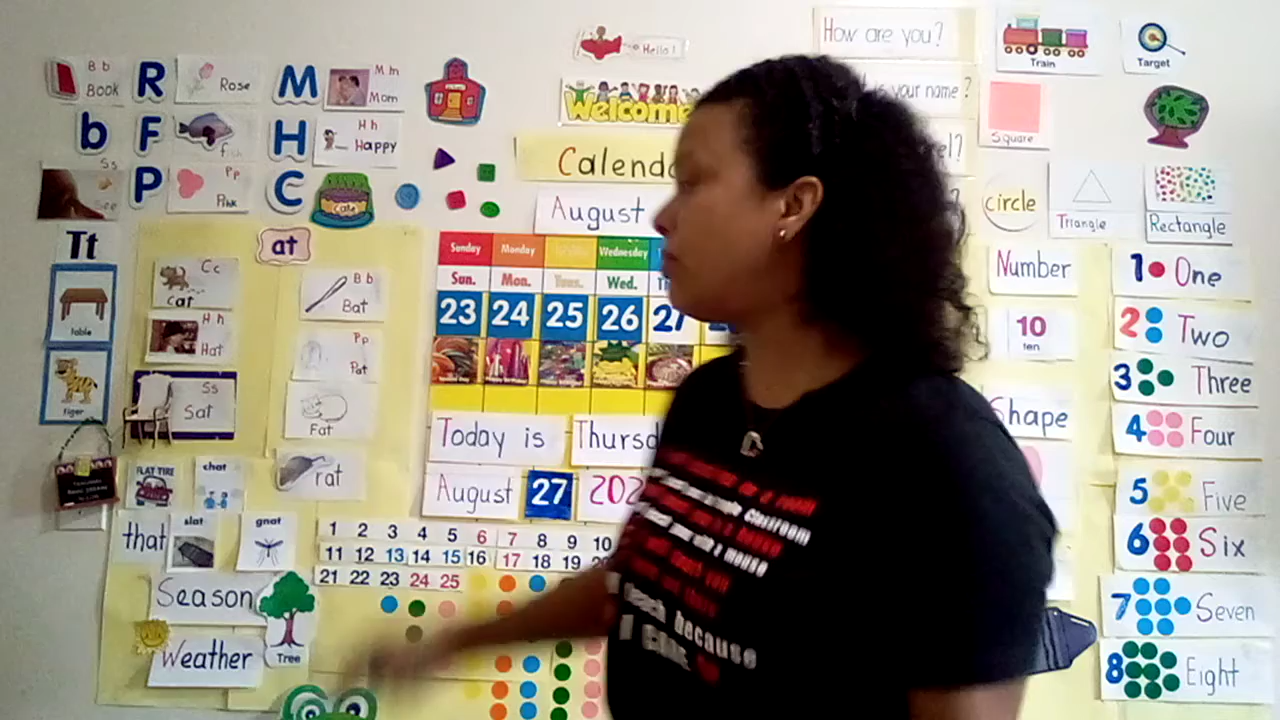 Hello!
How are you?
Train
Target
B b
Book
R
Rose
M
M m
Mom
Welcome
your name?
Square
b
F
fish
H
H h
Happy
Calend
S s
See
P
P p
Pink
C
Cake
August
circle
Triangle
Rectangle
Tt
at
table
tiger
C c
cat
B b
Bat
H h
Hat
P p
Pat
Ss
Sat
Fat
rat
Sunday Monday Wednesday
Sun. Mon. Tues. Wed.
23 24 25 26 27
Number
10
ten
Shape
1 One
2 Two
3 Three
4 Four
5 Five
6 Six
7 Seven
8 Eight
Today is Thursd
August 27 202
FLAT TIRE
chat
that
slat
gnat
1 2 3 4 5 6 7 8 9 10
11 12 13 14 15 16 17 18 19
21 22 23 24 25
Season
Weather
Tree
classroom
mouse
teach because
I CARE